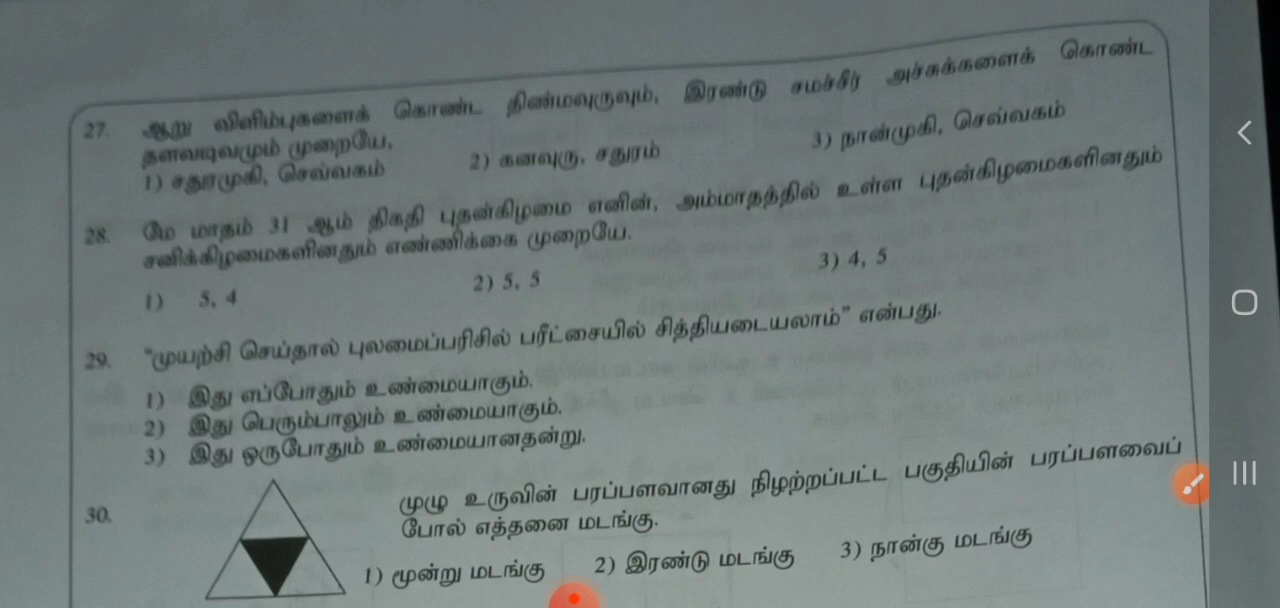 27. ஆறு விளிம்புகளைக் கொண்ட திண்மவுருவும், இரண்டு சமச்சீர் அச்சுக்களைக் கொண்ட
தளவடிவமும் முறையே,
1) சதுரமுகி, செவ்வகம் 2) கனவுரு, சதுரம் 3) நான்முகி, செவ்வகம்
28. மே மாதம் 31 ஆம் திகதி புதன்கிழமை எனின், அம்மாதத்தில் உள்ள புதன்கிழமைகளினதும்
சனிக்கிழமைகளினதும் எண்ணிக்கை முறையே.
1) 5, 4 2) 5, 5 3) 4, 5
29. "முயற்சி செய்தால் புலமைப்பரிசில் பரீட்சையில் சித்தியடையலாம்" என்பது.
1) இது எப்போதும் உண்மையாகும்.
2) இது பெரும்பாலும் உண்மையாகும்.
3) இது ஒருபோதும் உண்மையானதன்று.
30. முழு உருவின் பரப்பளவானது நிழற்றப்பட்ட பகுதியின் பரப்பளவைப்
போல் எத்தனை மடங்கு.
1) மூன்று மடங்கு 2) இரண்டு மடங்கு 3) நான்கு மடங்கு